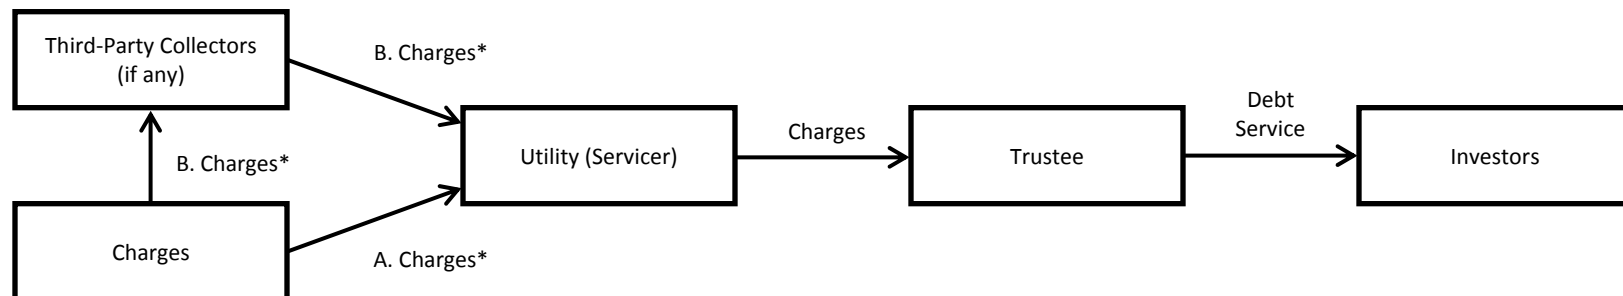 Third-Party Collectors
(if any)
B. Charges*
B. Charges*
Utility (Servicer)
Charges
Trustee
Debt
Service
Investors
Charges
A. Charges*